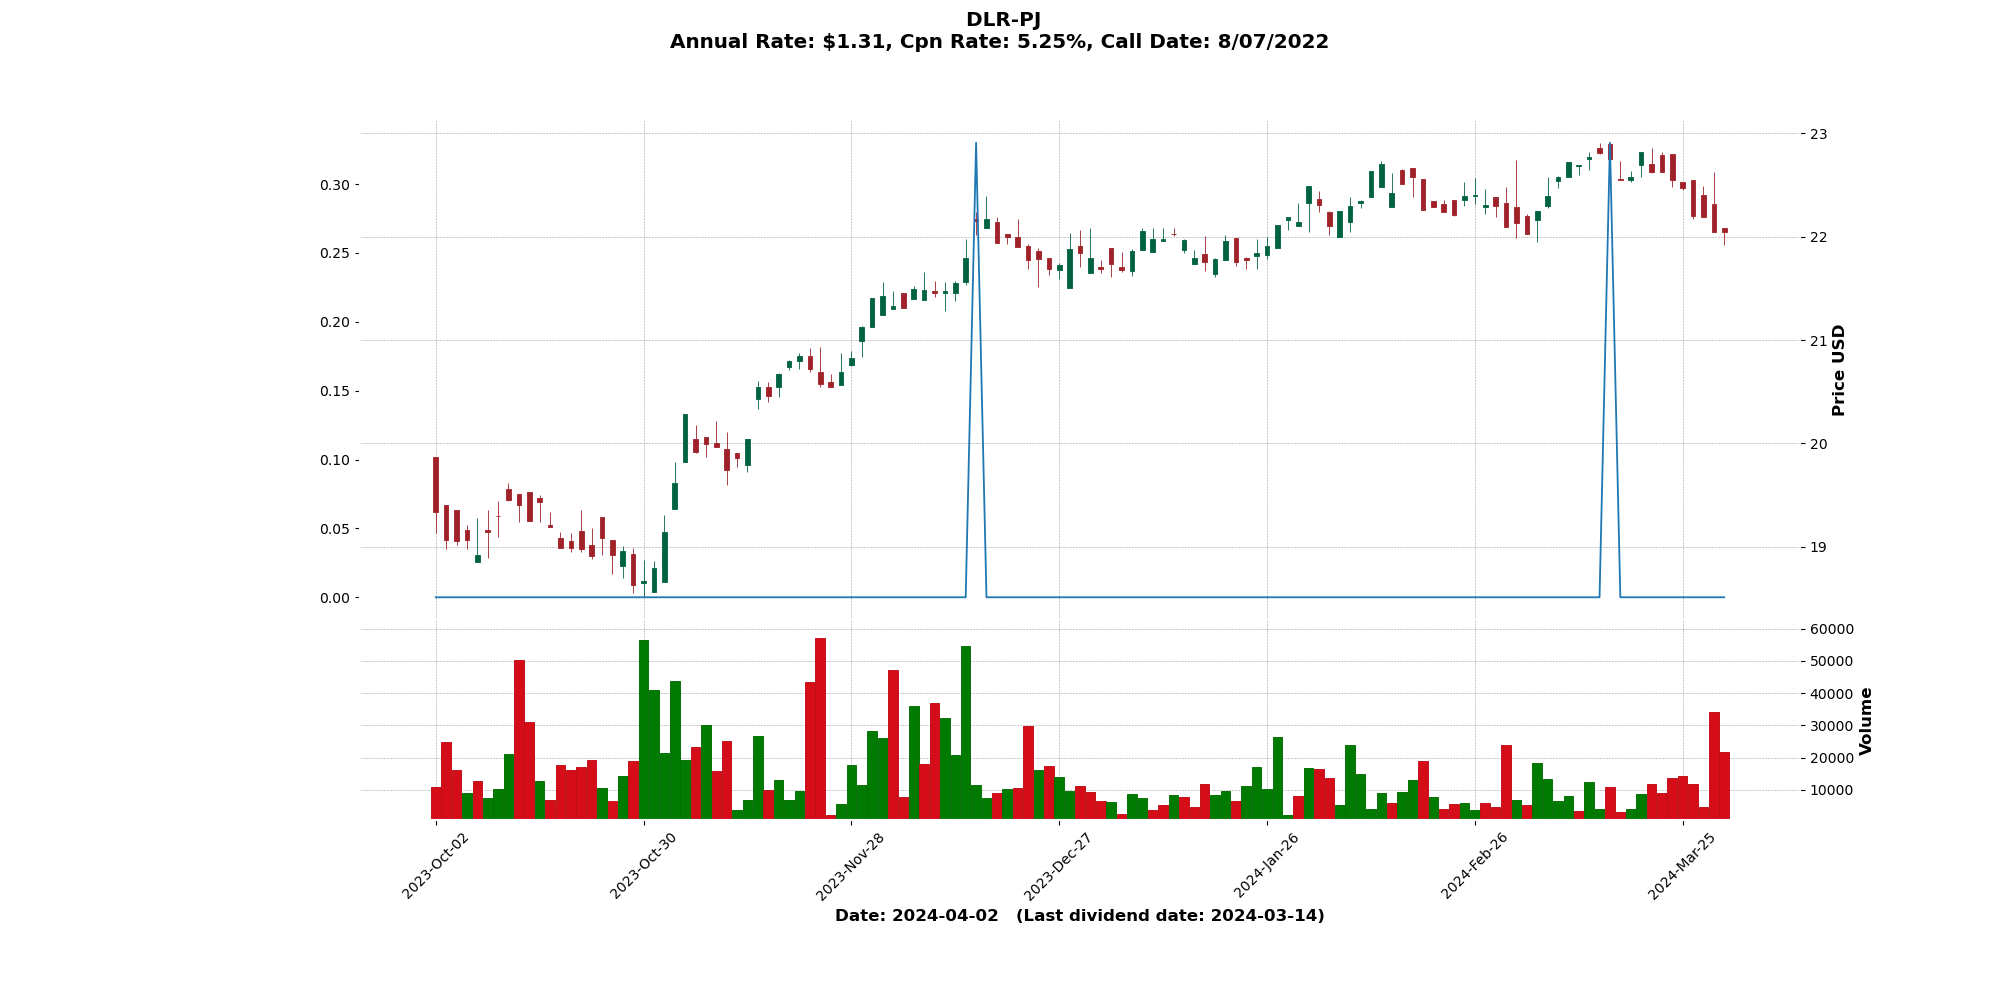 DLR-PJ
Annual Rate: $1.31, Cpn Rate: 5.25%, Call Date: 8/07/2022
0.30
0.25
0.20
0.15
0.10
0.05
0.00
23
22
21
20
19
Price USD
60000
50000
40000
30000
20000
10000
Volume
2023-Oct-02
2023-Oct-30
2023-Nov-28
2023-Dec-27
2024-Jan-26
2024-Feb-26
2024-Mar-25
Date: 2024-04-02 (Last dividend date: 2024-03-14)